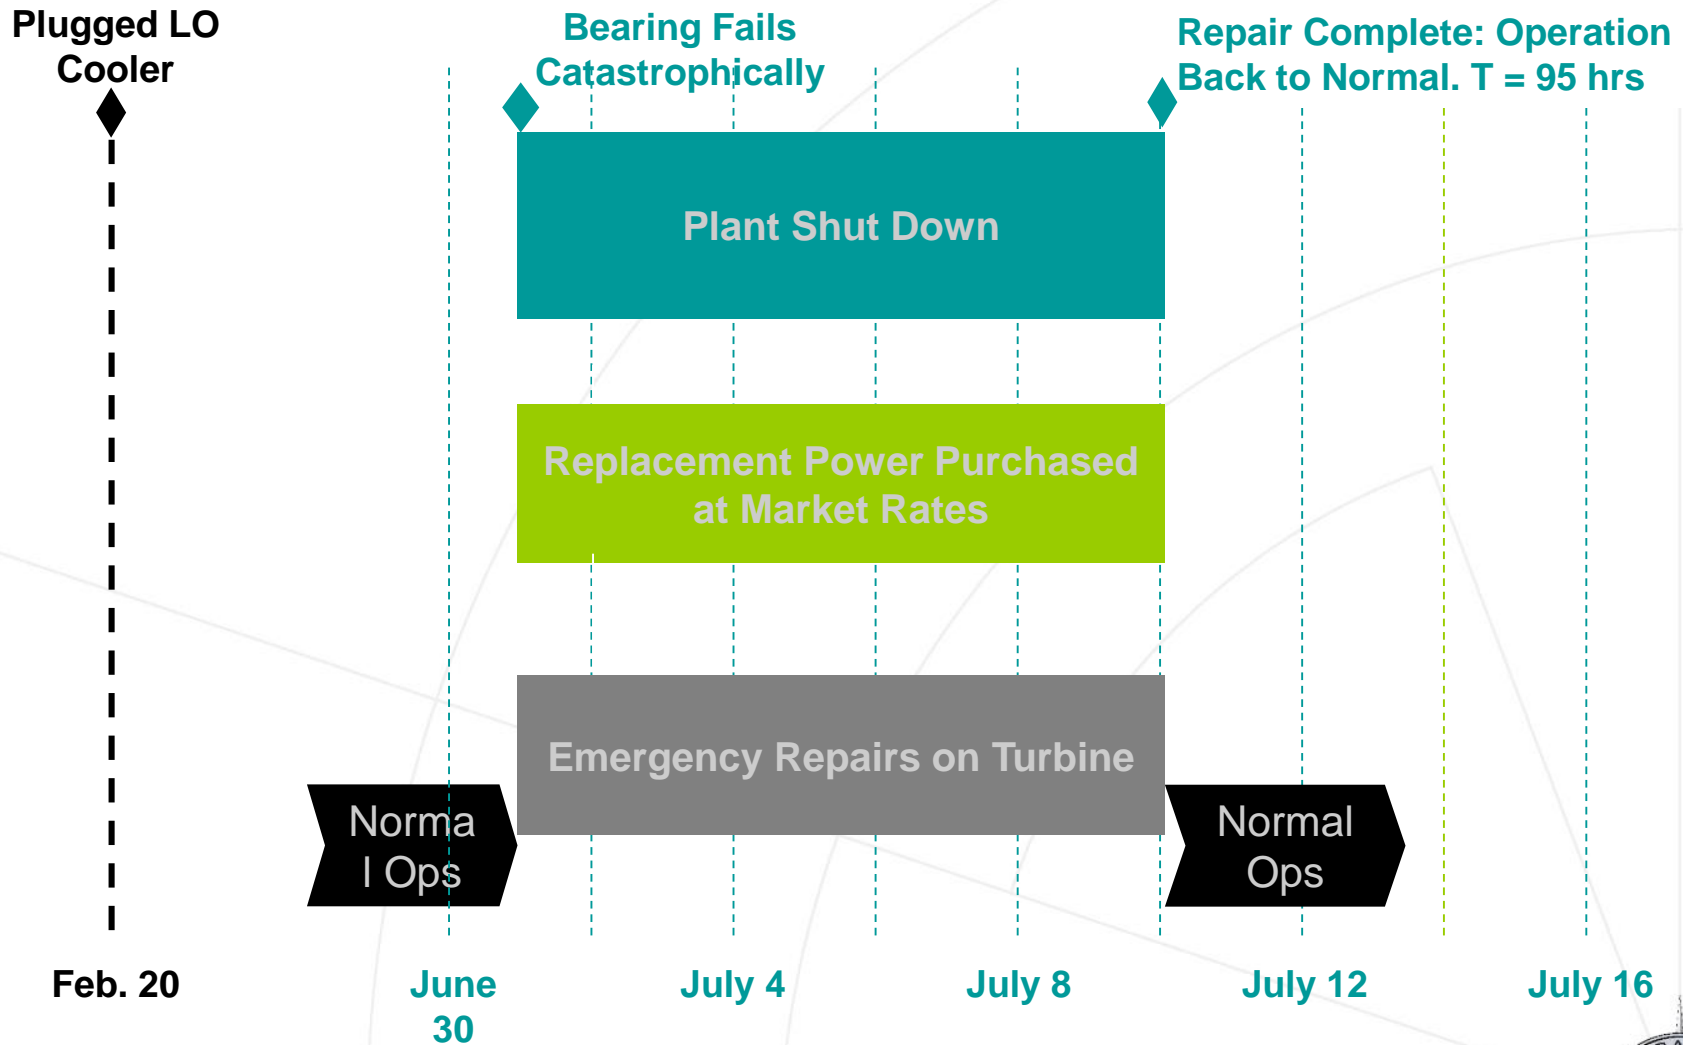 Plugged LO
Cooler
Bearing Fails
Catastrophically
Repair Complete: Operation
Back to Normal. T = 95 hrs
Plant Shut Down
Replacement Power Purchased
at Market Rates
Emergency Repairs on Turbine
Norma
l Ops
Normal
Ops
Feb. 20
June
30
July 4
July 8
July 12
July 16